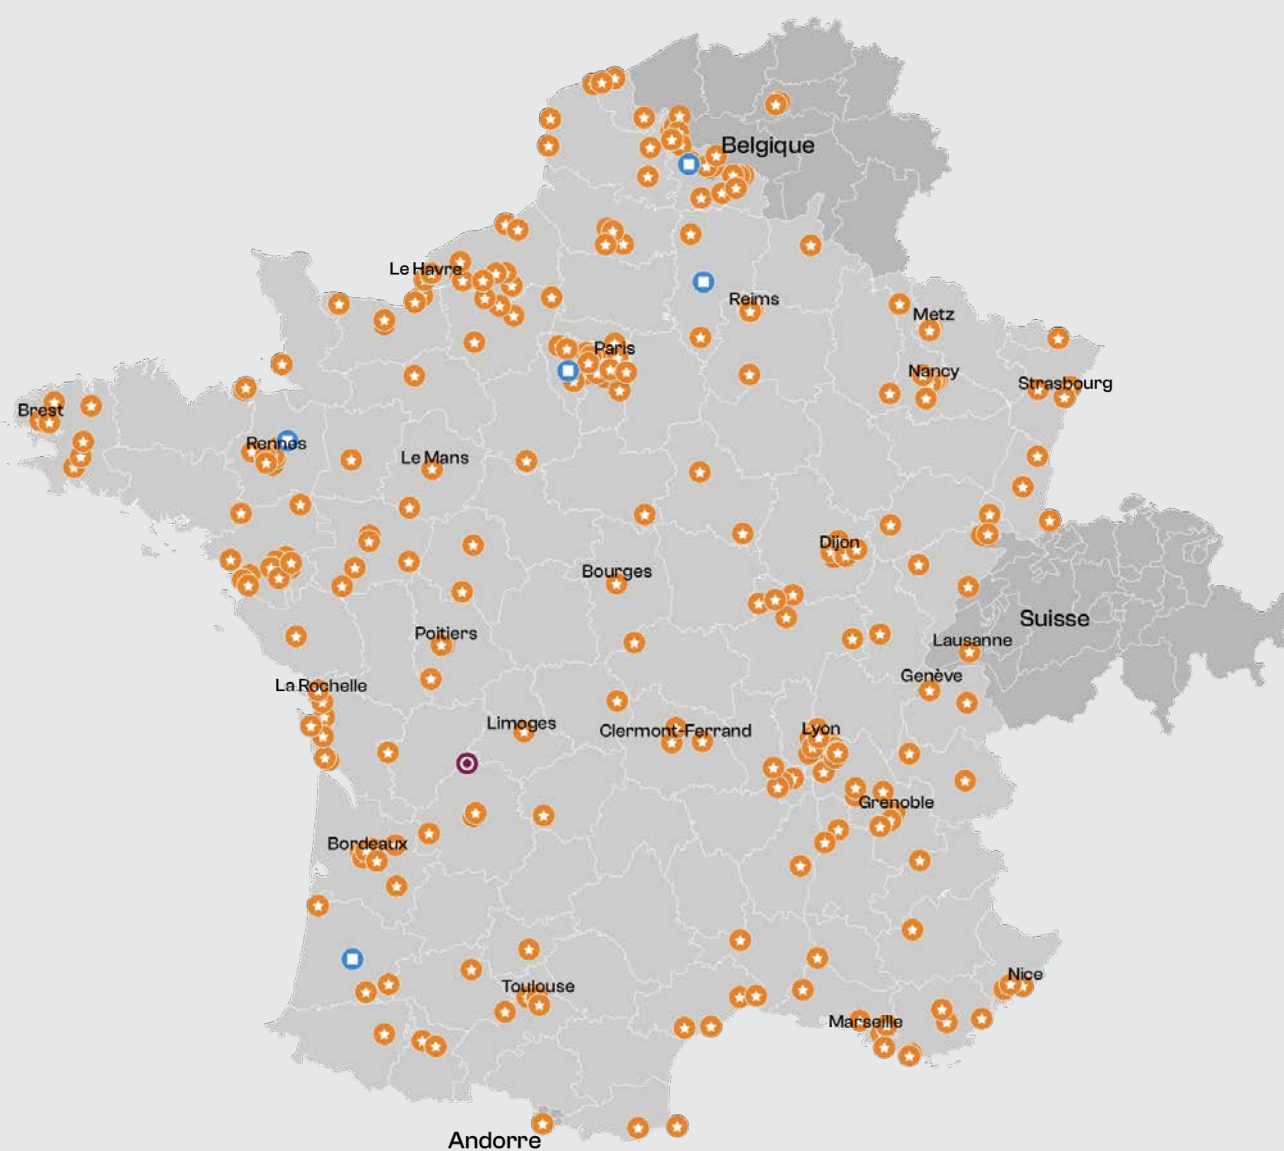 Belgique
Le Havre
Reims
Metz
Paris
Nancy
Strasbourg
Brest
Rennes
Le Mans
Dijon
Bourges
Suisse
Poitiers
Lausanne
Genève
La Rochelle
Limoges
Clermont-Ferrand
Lyon
Grenoble
Bordeaux
Nice
Toulouse
Marseille
Andorre